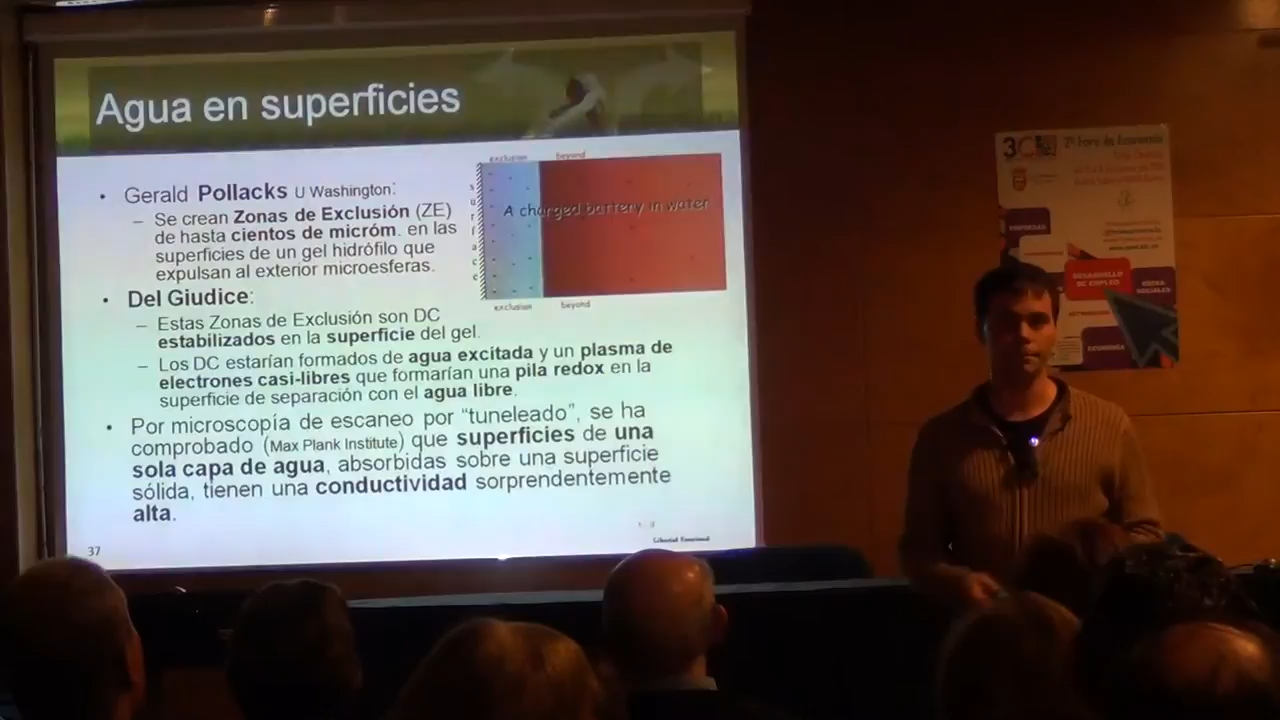 Agua en superficies
• Gerald Pollacks U Washington:
– Se crean Zonas de Exclusión (ZE)
de hasta cientos de micróm. en las
superficies de un gel hidrófilo que
expulsan al exterior microesferas.
exclusion beyond
surface
A charged battery in water
exclusion beyond
• Del Giudice:
– Estas Zonas de Exclusión son DC
estabilizados en la superficie del gel.
– Los DC estarían formados de agua excitada y un plasma de
electrones casi-libres que formarían una pila redox en la
superficie de separación con el agua libre.
• Por microscopía de escaneo por “tuneleado”, se ha
comprobado (Max Plank Institute) que superficies de una
sola capa de agua, absorbidas sobre una superficie
sólida, tienen una conductividad sorprendentemente
alta.
37
Libertad Emocional
DESARROLLO
DE EMPLEO